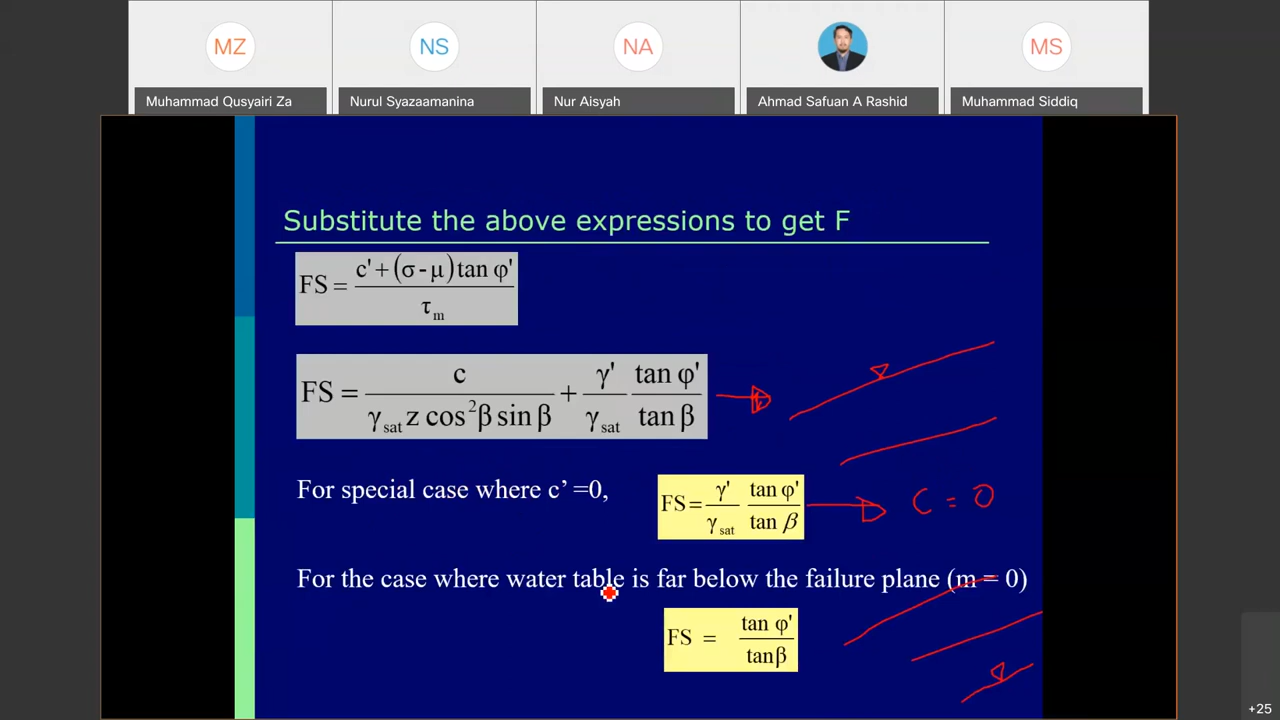 MZ NS NA MS
Muhammad Qusyairi Za Nurul Syazaamanina Nur Aisyah Ahmad Safuan A Rashid Muhammad Siddiq
Substitute the above expressions to get F
FS = c' + (σ - μ) tan φ' / τm
FS = c / γsat z cos²β sin β + γ' / γsat tan φ' / tan β
For special case where c’ =0,
FS = γ' / γsat tan φ' / tan β
C = 0
For the case where water table is far below the failure plane (m = 0)
FS = tan φ' / tanβ
+25